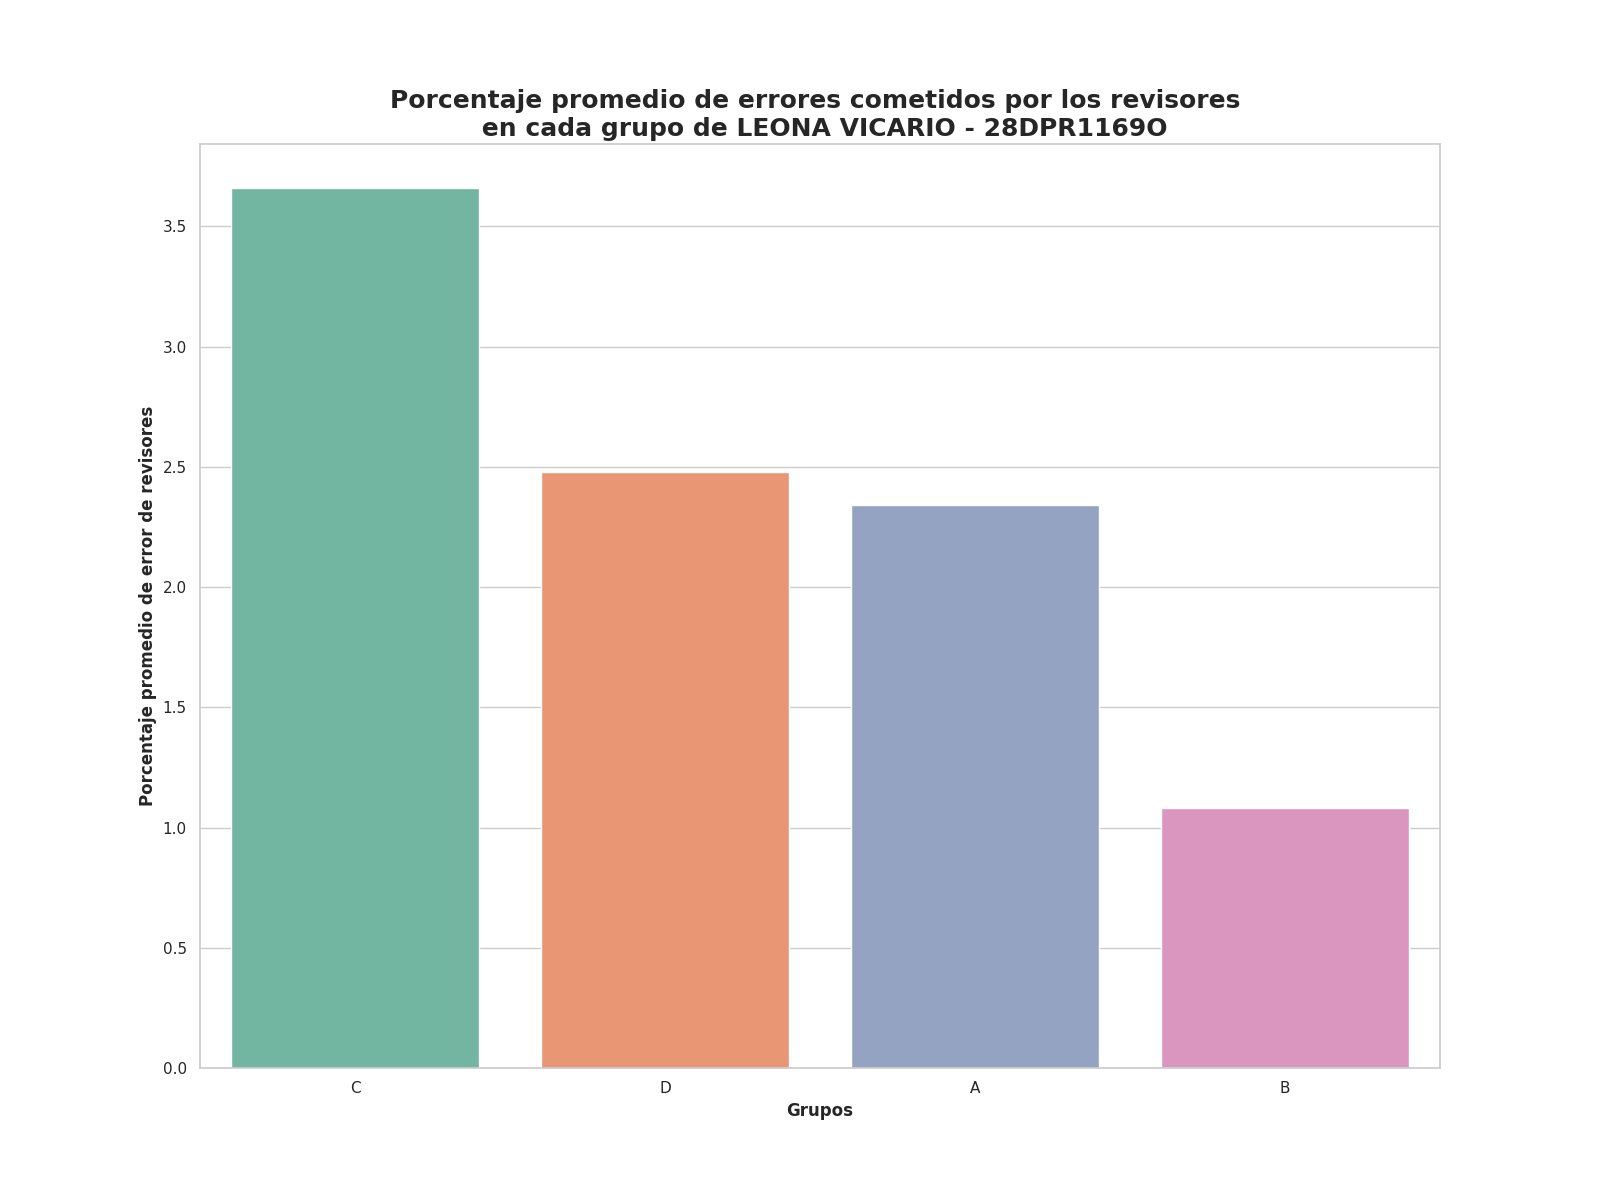 Porcentaje promedio de errores cometidos por los revisores
en cada grupo de LEONA VICARIO - 28DPR1169O
Porcentaje promedio de error de revisores
3.5
3.0
2.5
2.0
1.5
1.0
0.5
0.0
C D A B
Grupos